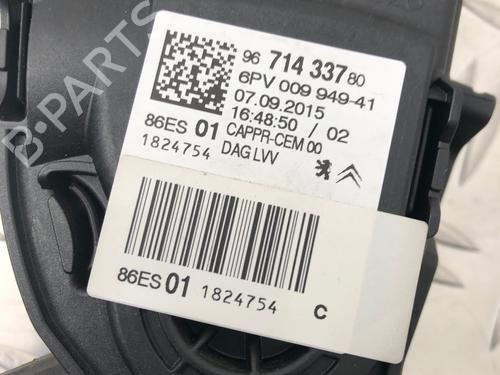 96 714 337 80
6PV 009 949-41
07.09.2015
16:48:50 / 02
86ES 01 CAPPR-CEM 00
1824754 DAG LVV
86ES 01 1824754 C